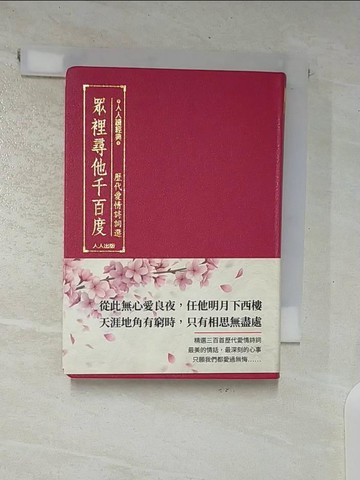 人人讀經典
眾裡尋他千百度
歷代愛情詩詞選
人人出版
從此無心愛良夜，任他明月下西樓
天涯地角有窮時，只有相思無盡處
精選三百首歷代愛情詩詞
最美的情話，最深刻的心事
只願我們都愛過無悔……